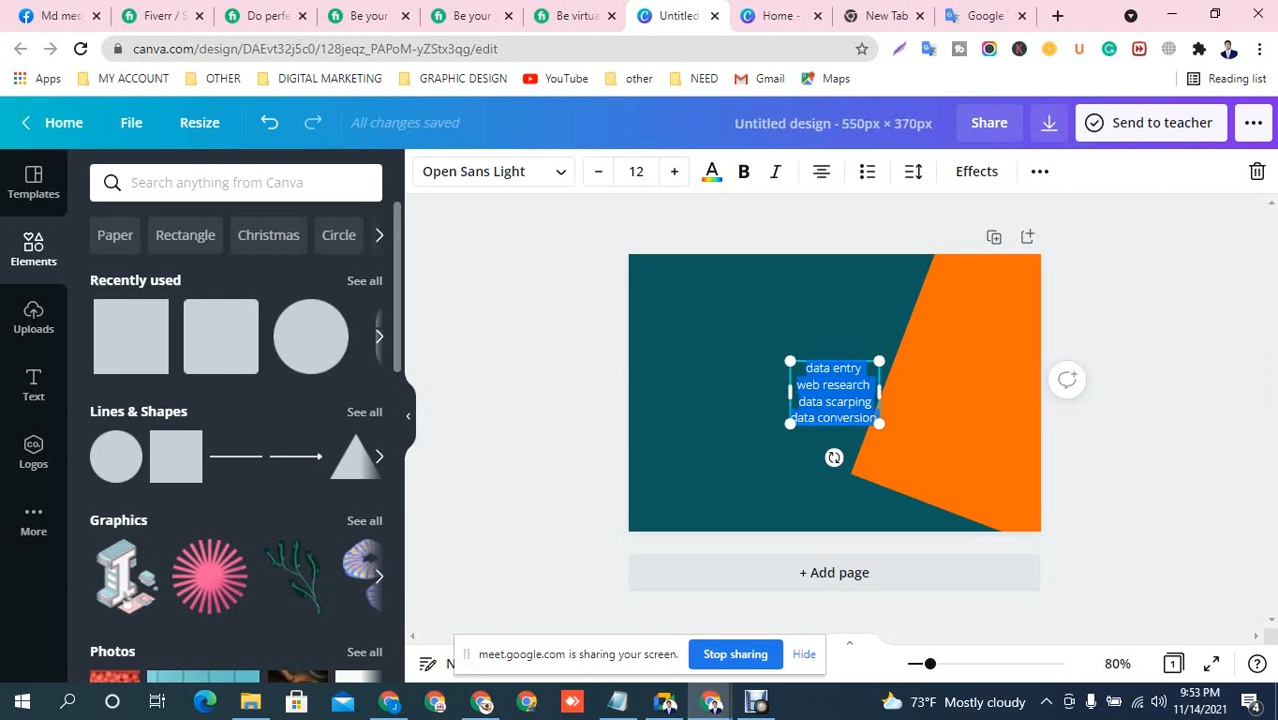 Md mes
Fiverr / S
Do perfe
Be your
Be your
Be virtua
Untitled
Home -
New Tab
Google
canva.com/design/DAEvt32j5c0/128jeqz_PAPoM-yZStx3qg/edit
Apps
MY ACCOUNT
OTHER
DIGITAL MARKETING
GRAPHIC DESIGN
YouTube
other
NEED
Gmail
Maps
Reading list
Home
File
Resize
All changes saved
Untitled design - 550px × 370px
Share
Send to teacher
Templates
Elements
Uploads
Text
Logos
More
Search anything from Canva
Paper
Rectangle
Christmas
Circle
Recently used
See all
Lines & Shapes
See all
Graphics
See all
Photos
See all
Open Sans Light
12
Effects
data entry
web research
data scarping
data conversion
+ Add page
meet.google.com is sharing your screen.
Stop sharing
Hide
80%
1
73°F Mostly cloudy
9:53 PM
11/14/2021
4